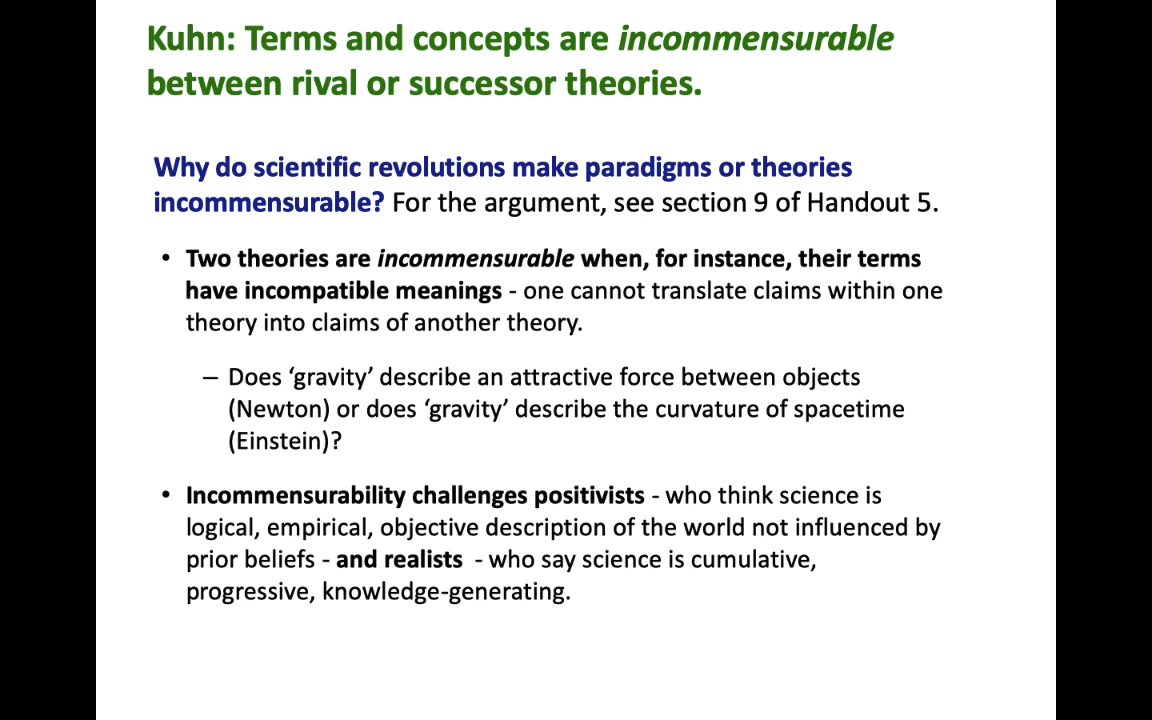 Kuhn: Terms and concepts are incommensurable
between rival or successor theories.
Why do scientific revolutions make paradigms or theories
incommensurable? For the argument, see section 9 of Handout 5.
• Two theories are incommensurable when, for instance, their terms
have incompatible meanings - one cannot translate claims within one
theory into claims of another theory.
– Does ‘gravity’ describe an attractive force between objects
(Newton) or does ‘gravity’ describe the curvature of spacetime
(Einstein)?
• Incommensurability challenges positivists - who think science is
logical, empirical, objective description of the world not influenced by
prior beliefs - and realists - who say science is cumulative,
progressive, knowledge-generating.